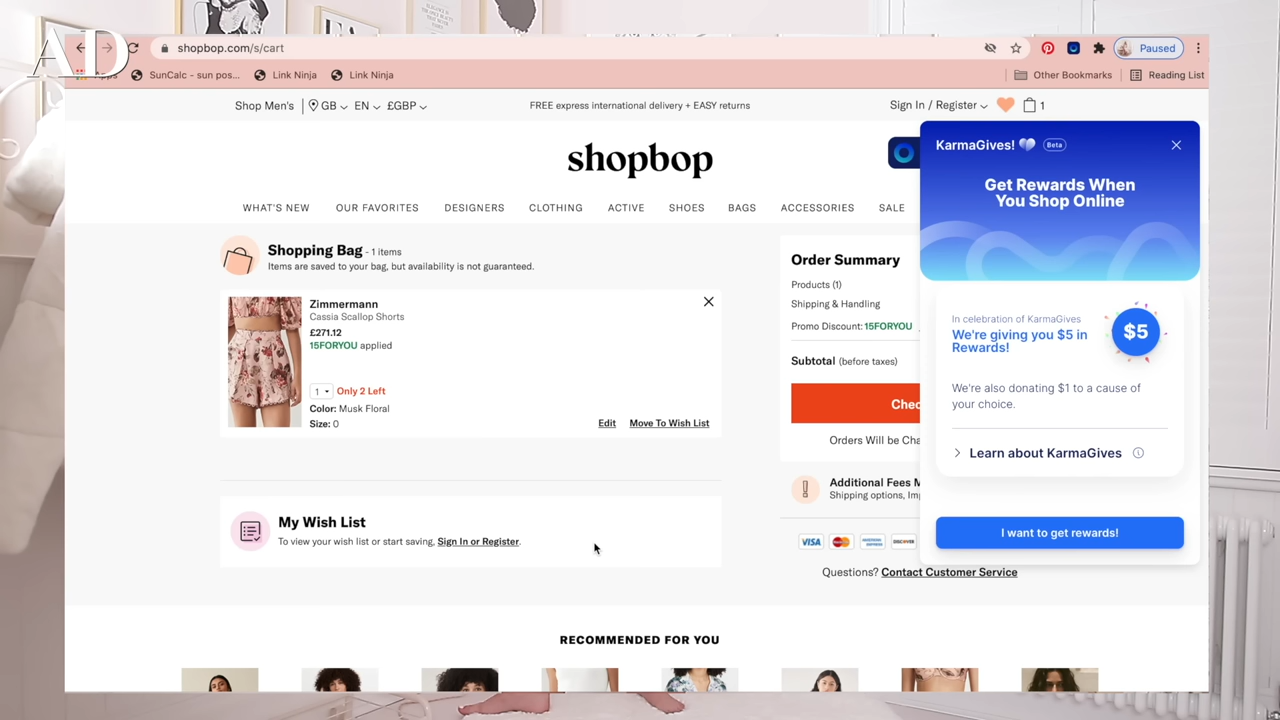 AD
shopbop.com/s/cart
Paused
Apps
SunCalc - sun pos...
Link Ninja
Link Ninja
Other Bookmarks
Reading List
Shop Men's
GB
EN
£GBP
FREE express international delivery + EASY returns
Sign In / Register
1
shopbop
WHAT'S NEW
OUR FAVORITES
DESIGNERS
CLOTHING
ACTIVE
SHOES
BAGS
ACCESSORIES
SALE
Shopping Bag - 1 items
Items are saved to your bag, but availability is not guaranteed.
Zimmermann
Cassia Scallop Shorts
£271.12
15FORYOU applied
1
Only 2 Left
Color: Musk Floral
Size: 0
Edit
Move To Wish List
My Wish List
To view your wish list or start saving, Sign In or Register.
Order Summary
Products (1)
Shipping & Handling
Promo Discount: 15FORYOU
Subtotal (before taxes)
Chec
Orders Will be Cha
Additional Fees M
Shipping options, Im
VISA
DISCOVER
Questions? Contact Customer Service
KarmaGives!
Beta
Get Rewards When
You Shop Online
In celebration of KarmaGives
We're giving you $5 in
Rewards!
$5
We're also donating $1 to a cause of
your choice.
Learn about KarmaGives
I want to get rewards!
RECOMMENDED FOR YOU